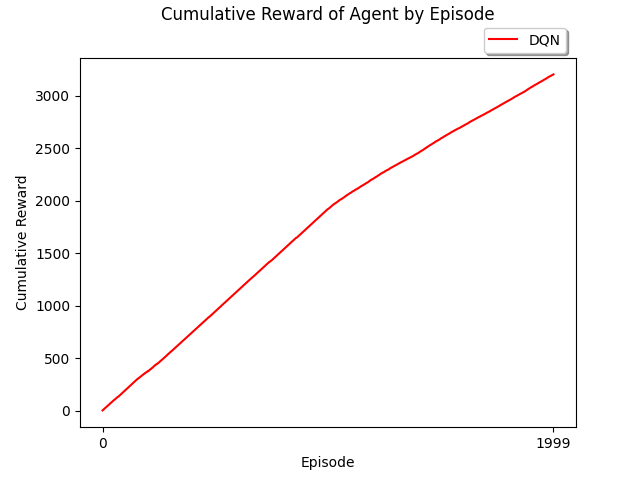 Cumulative Reward of Agent by Episode
DQN
3000
2500
2000
1500
1000
500
0
Cumulative Reward
0 1999
Episode